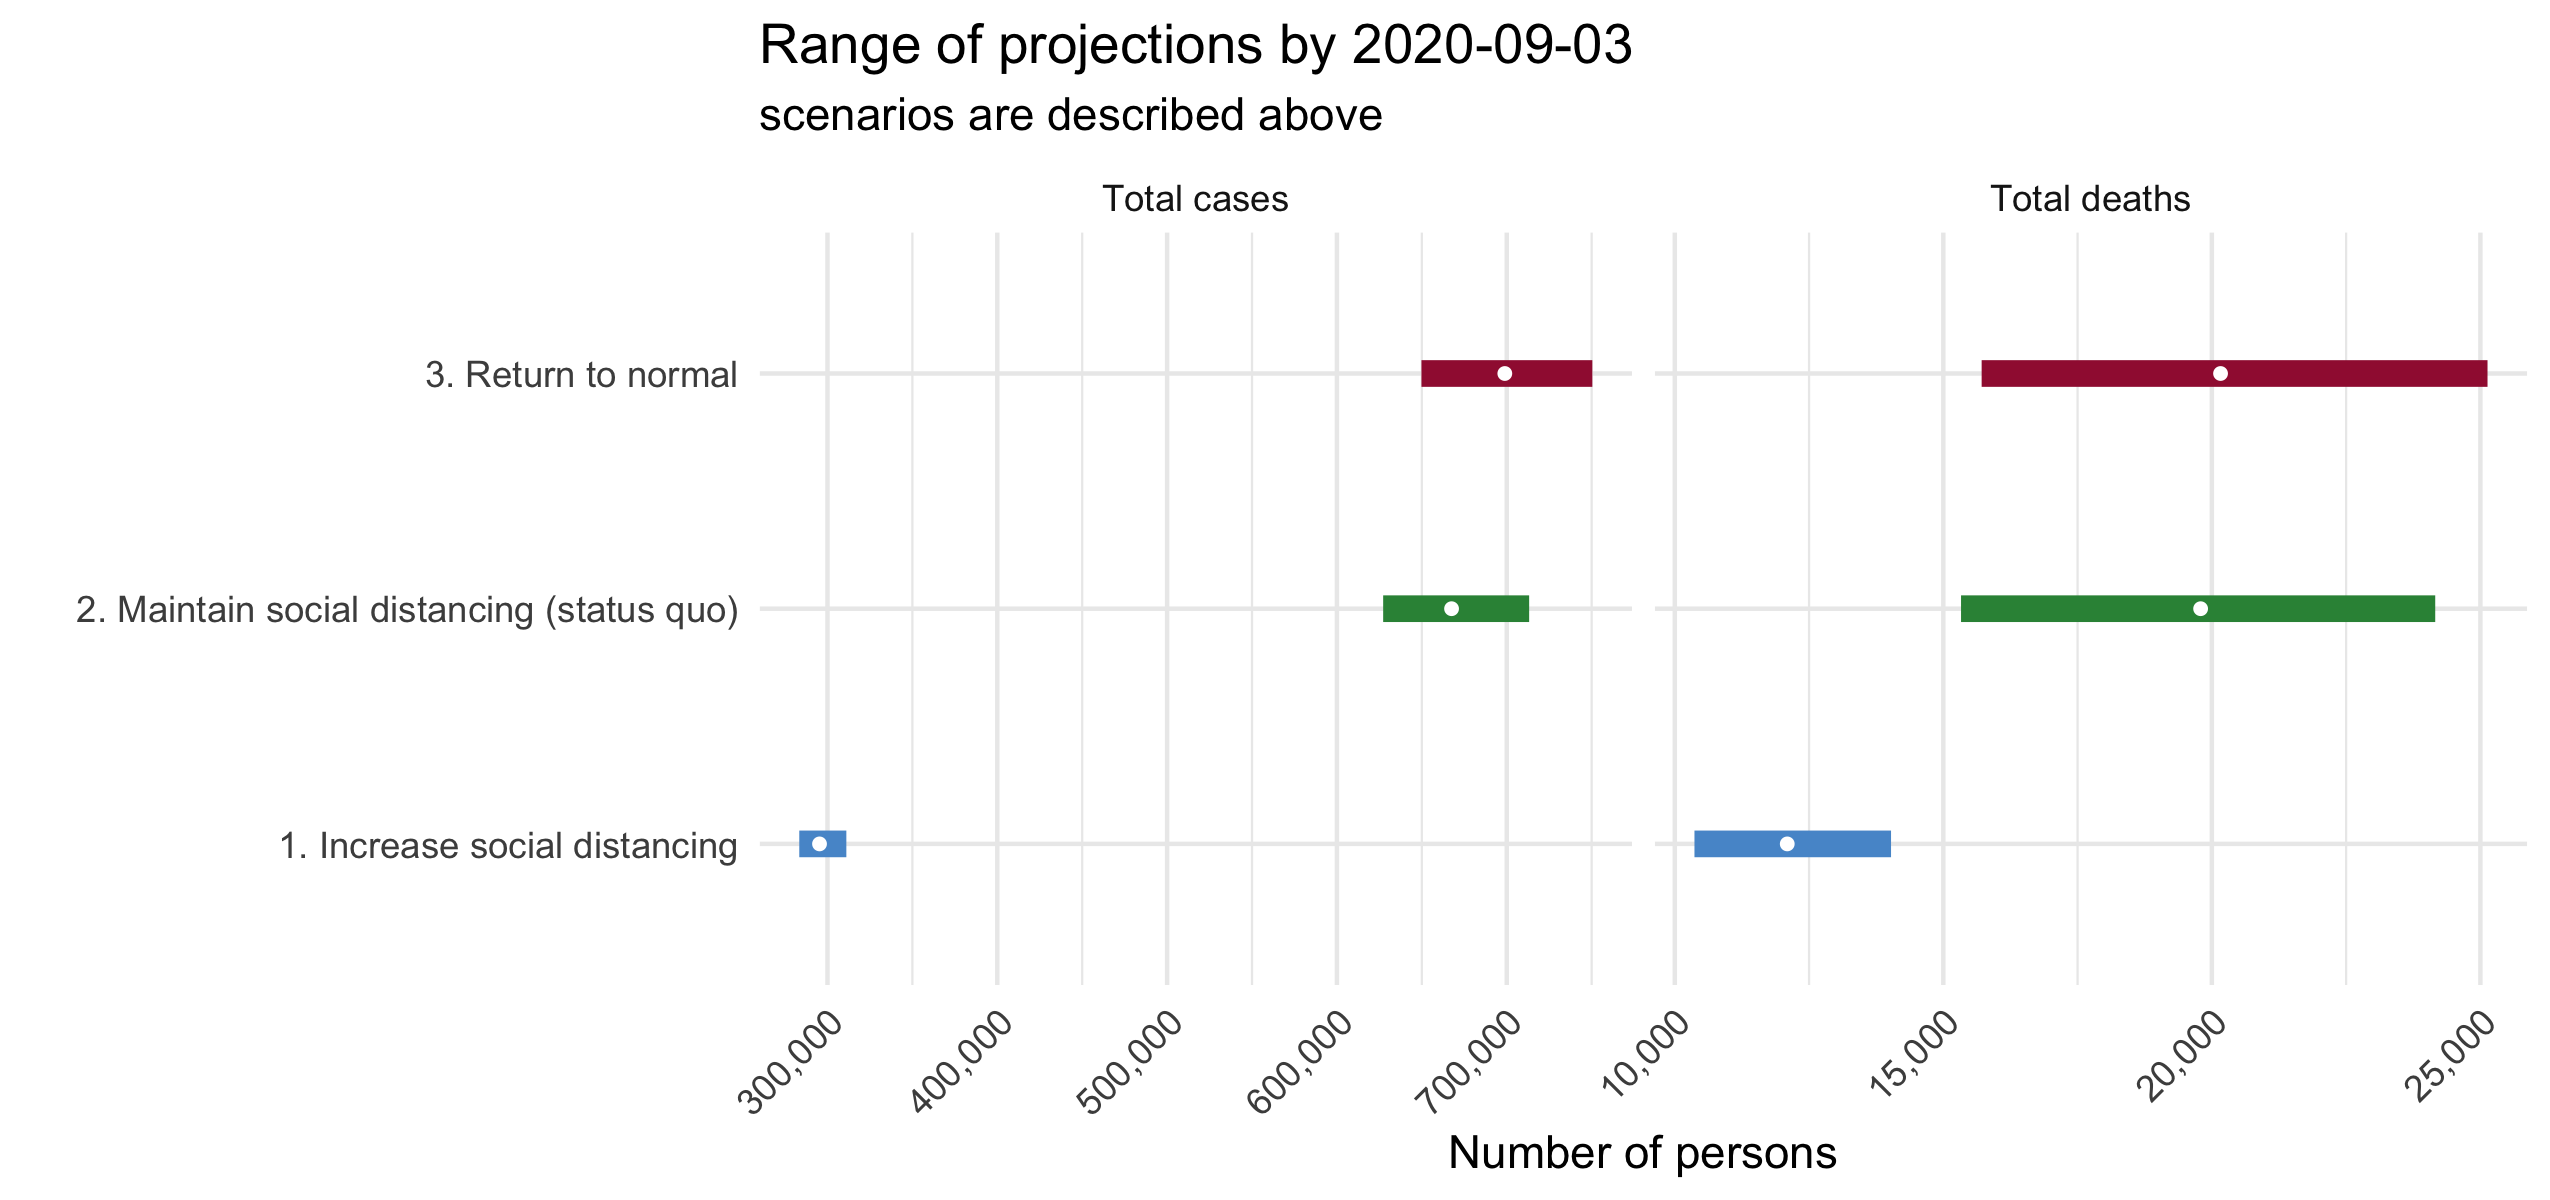 Range of projections by 2020-09-03
scenarios are described above
Total cases
Total deaths
3. Return to normal
2. Maintain social distancing (status quo)
1. Increase social distancing
300,000
400,000
500,000
600,000
700,000
10,000
15,000
20,000
25,000
Number of persons